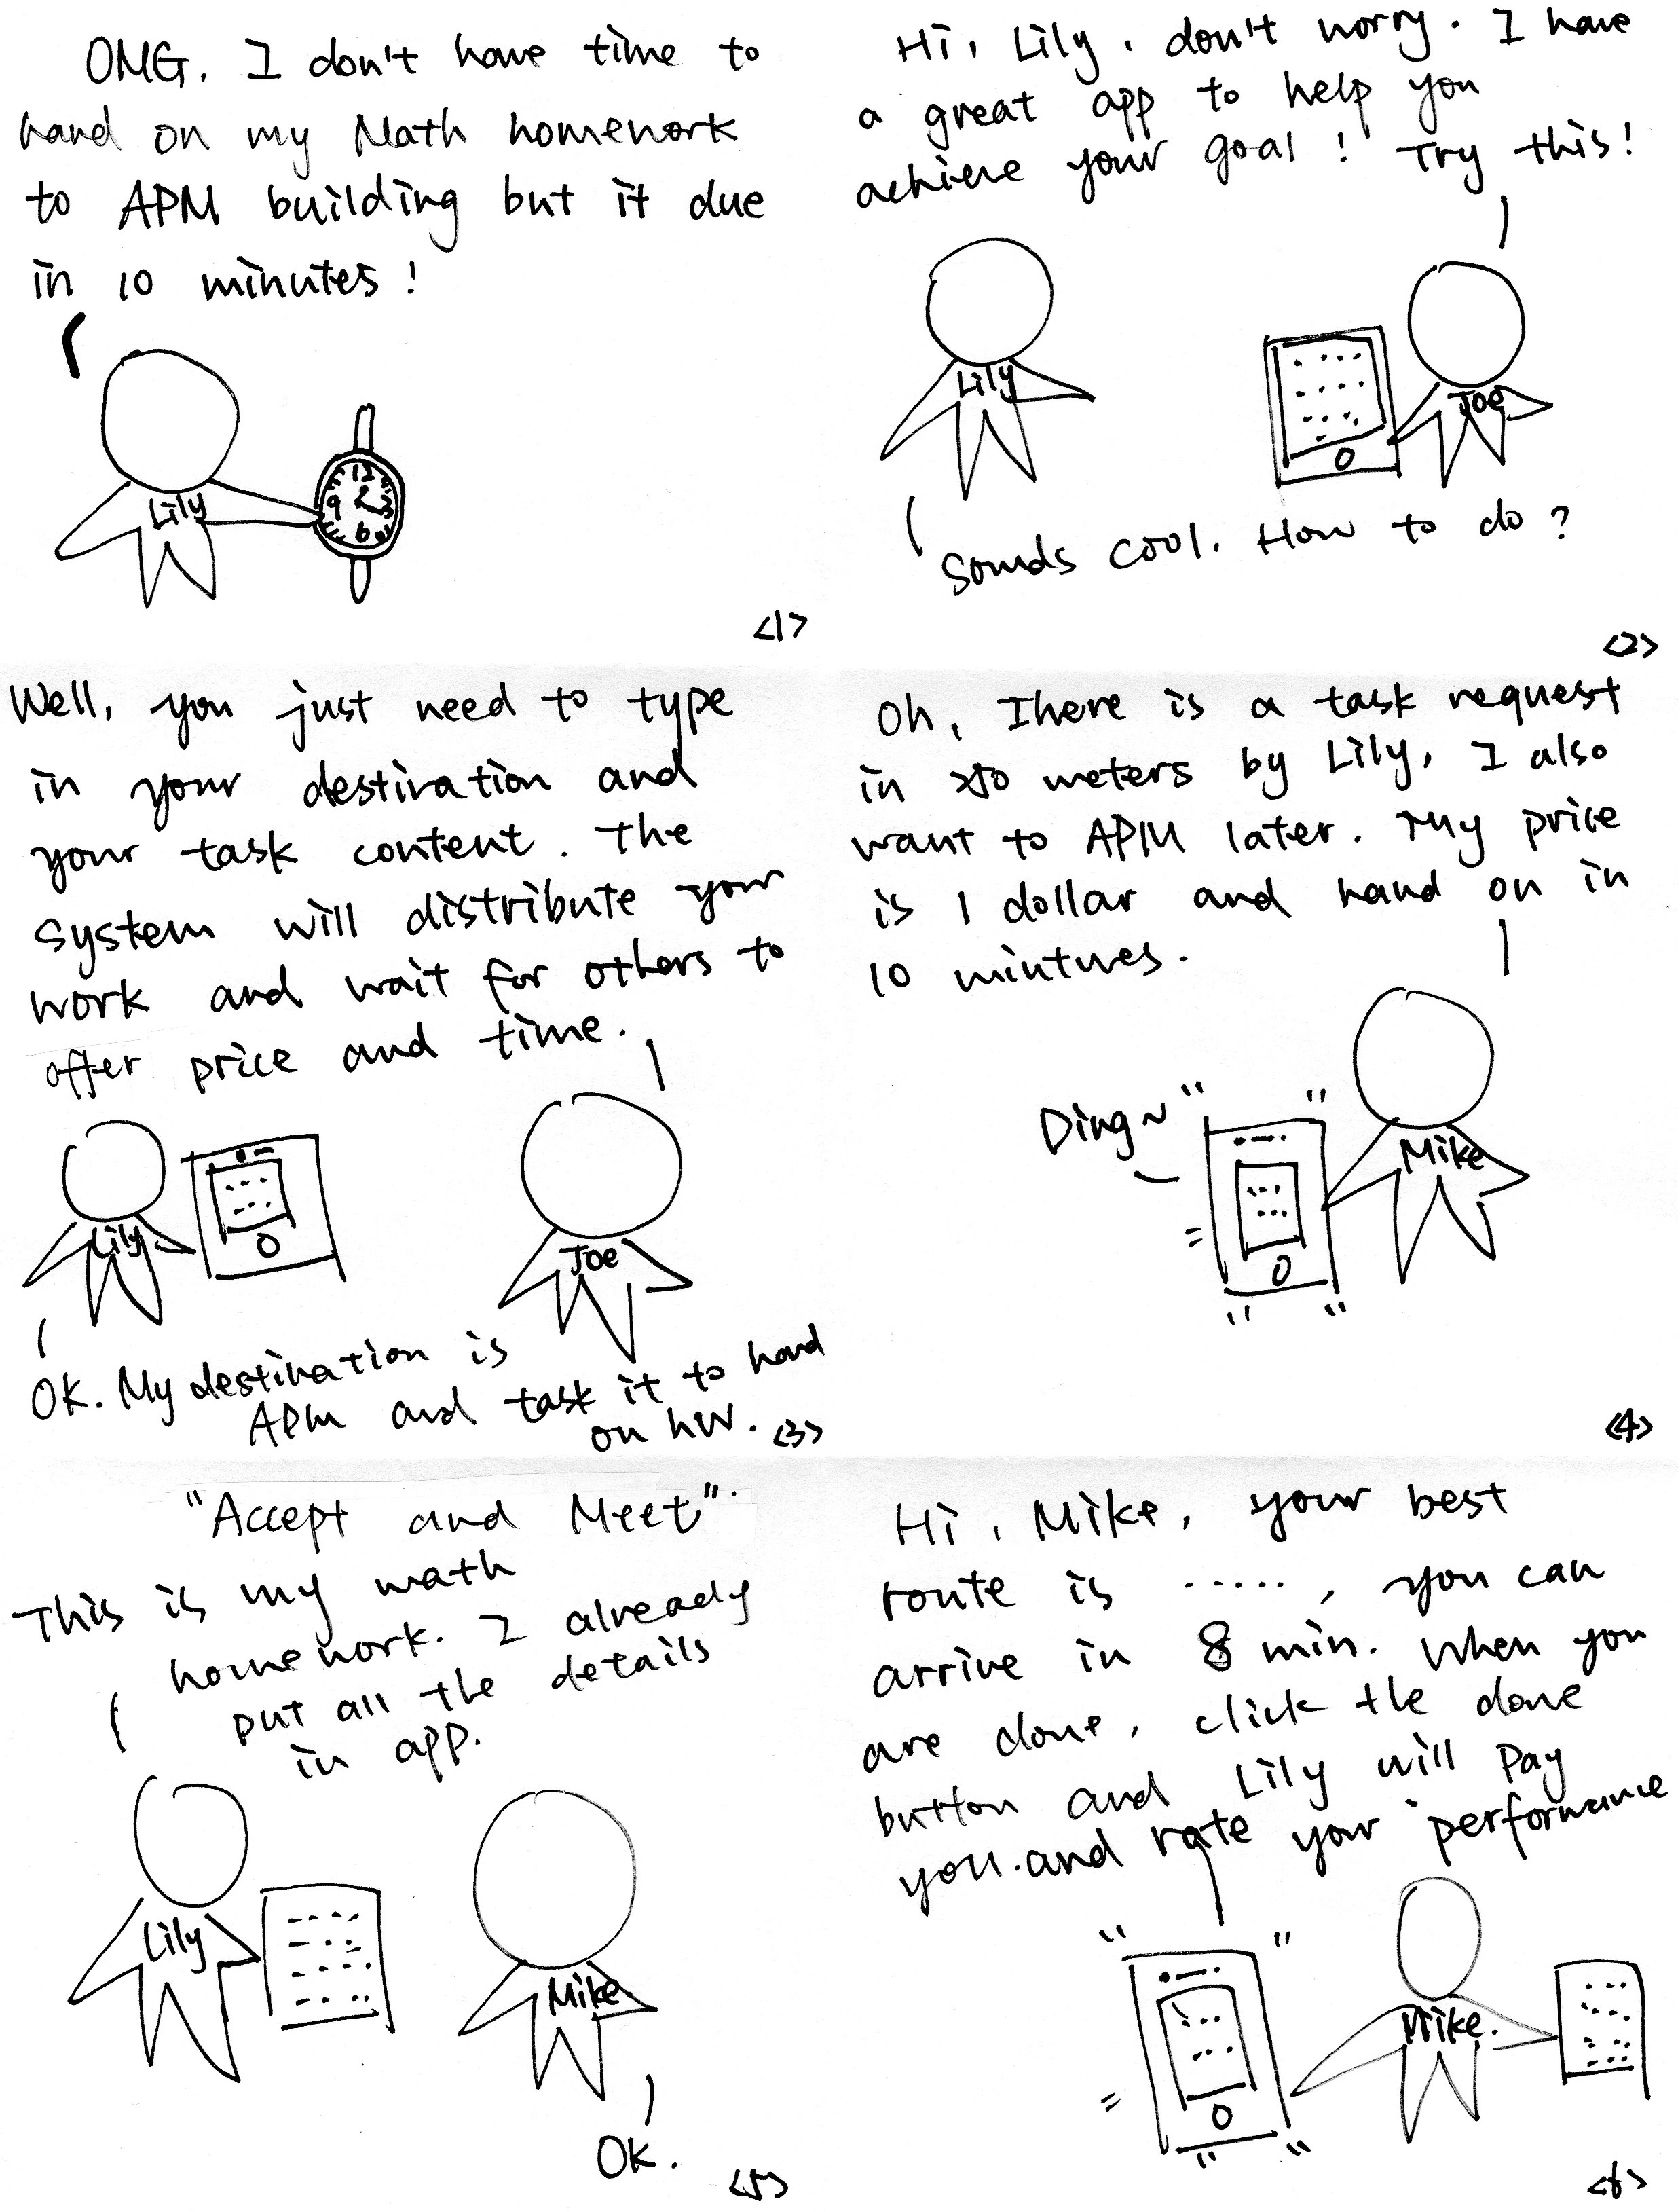 OMG. I don't have time to
hand on my Math homework
to APM building but it due
in 10 minutes!
Lily
12
3
6
9
<1>
Hi, Lily, don't worry. I have
a great app to help you
achieve your goal! Try this!
Lily
Joe
Sounds cool. How to do?
<2>
Well, you just need to type
in your destination and
your task content. The
system will distribute your
work and wait for others to
offer price and time.
Lily
Joe
OK. My destination is
APM and task it to hand
on hw.
<3>
Oh, There is a task request
in meters by Lily, I also
want to APM later. My price
is 1 dollar and hand on in
10 mintues.
Ding~
Mike
<4>
"Accept and Meet".
This is my math
homework. I already
put all the details
in app.
Lily
Mike
OK.
<5>
Hi, Mike, your best
route is ....., you can
arrive in 8 min. When you
are done, click the done
button and Lily will pay
you. and rate your performance
Mike.
<6>